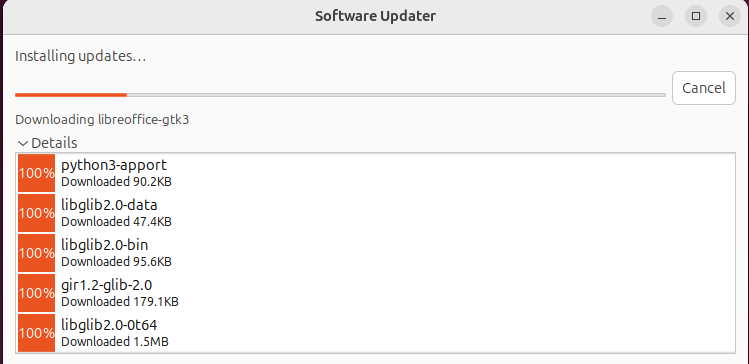 Software Updater
Installing updates…
Cancel
Downloading libreoffice-gtk3
Details
100% python3-apport
Downloaded 90.2KB
100% libglib2.0-data
Downloaded 47.4KB
100% libglib2.0-bin
Downloaded 95.6KB
100% gir1.2-glib-2.0
Downloaded 179.1KB
100% libglib2.0-0t64
Downloaded 1.5MB